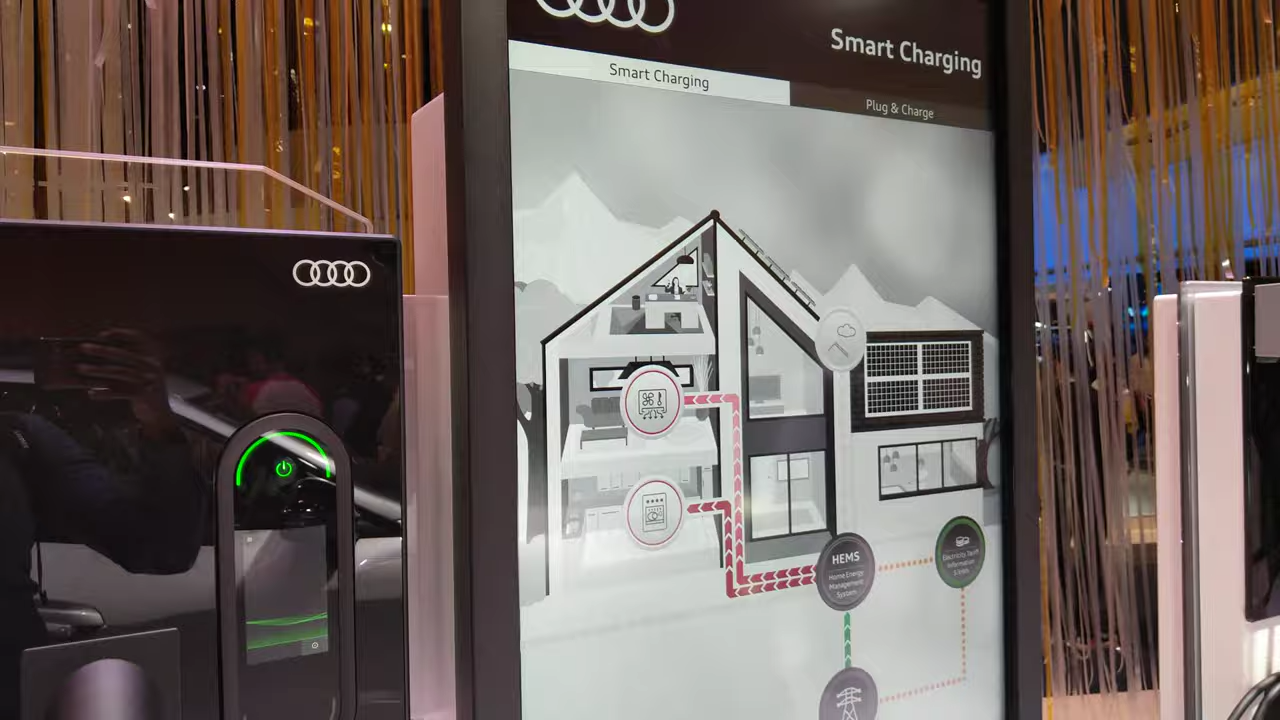 Smart Charging
Smart Charging
Plug & Charge
HEMS
Home Energy
Management
System
Electricity Tariff
Information